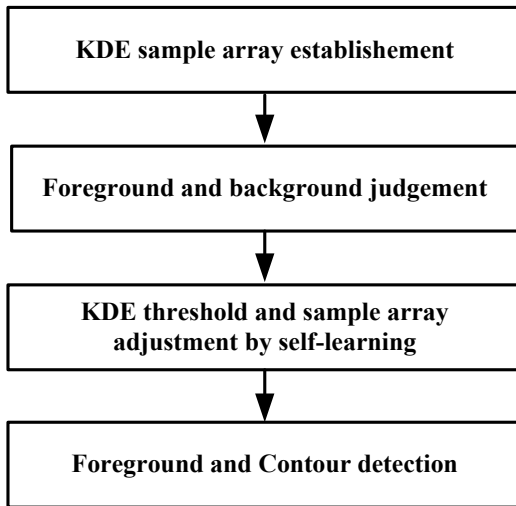 KDE sample array establishement
Foreground and background judgement
KDE threshold and sample array
adjustment by self-learning
Foreground and Contour detection